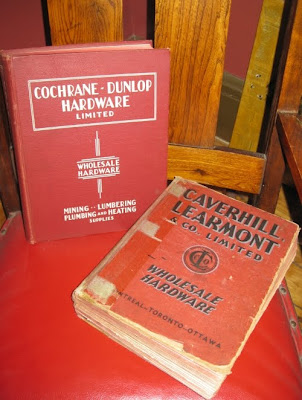 COCHRANE - DUNLOP
HARDWARE
LIMITED
WHOLESALE
HARDWARE
MINING - LUMBERING
PLUMBING AND HEATING
SUPPLIES
CAVERHILL
LEARMONT
& CO. LIMITED
WHOLESALE
HARDWARE
TREAL - TORONTO - OTTAWA